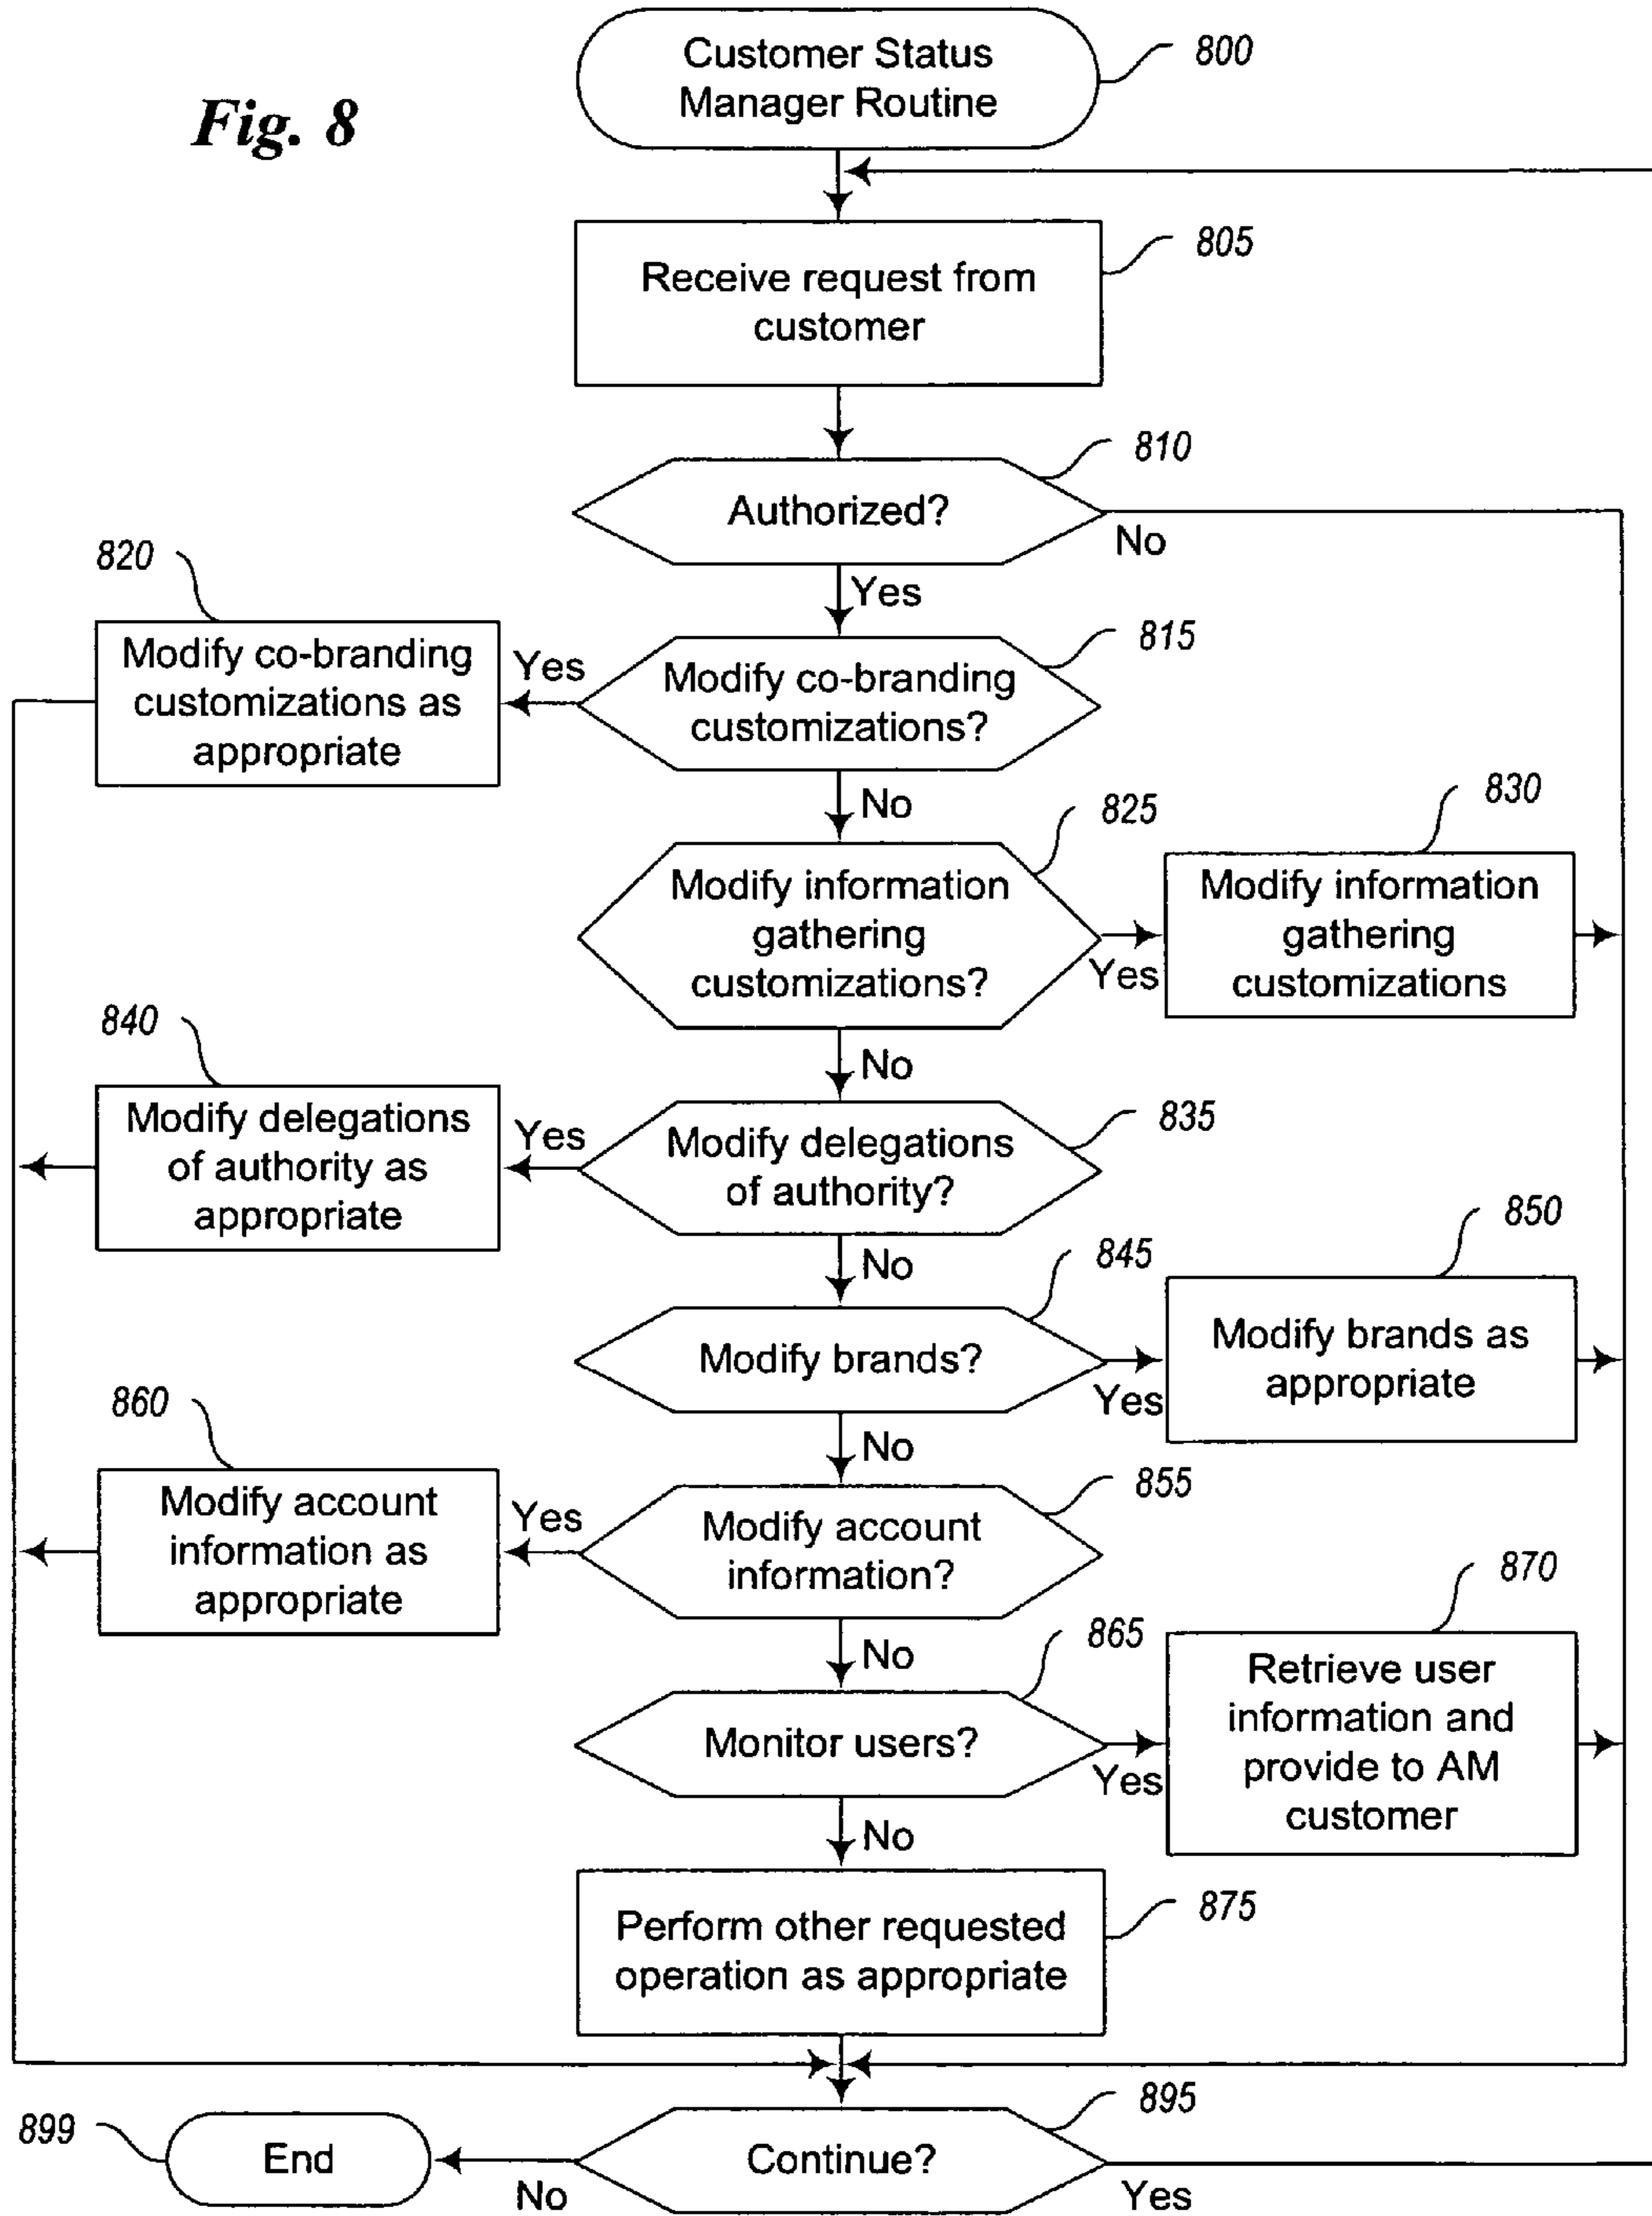 Fig. 8
Customer Status
Manager Routine
800
Receive request from
customer
805
Authorized?
810
No
Yes
Modify co-branding
customizations?
815
Yes
820
Modify co-branding
customizations as
appropriate
No
Modify information
gathering
customizations?
825
Yes
830
Modify information
gathering
customizations
No
Modify delegations
of authority?
835
Yes
840
Modify delegations
of authority as
appropriate
No
Modify brands?
845
Yes
850
Modify brands as
appropriate
No
Modify account
information?
855
Yes
860
Modify account
information as
appropriate
No
Monitor users?
865
Yes
870
Retrieve user
information and
provide to AM
customer
No
Perform other requested
operation as appropriate
875
Continue?
895
Yes
No
End
899